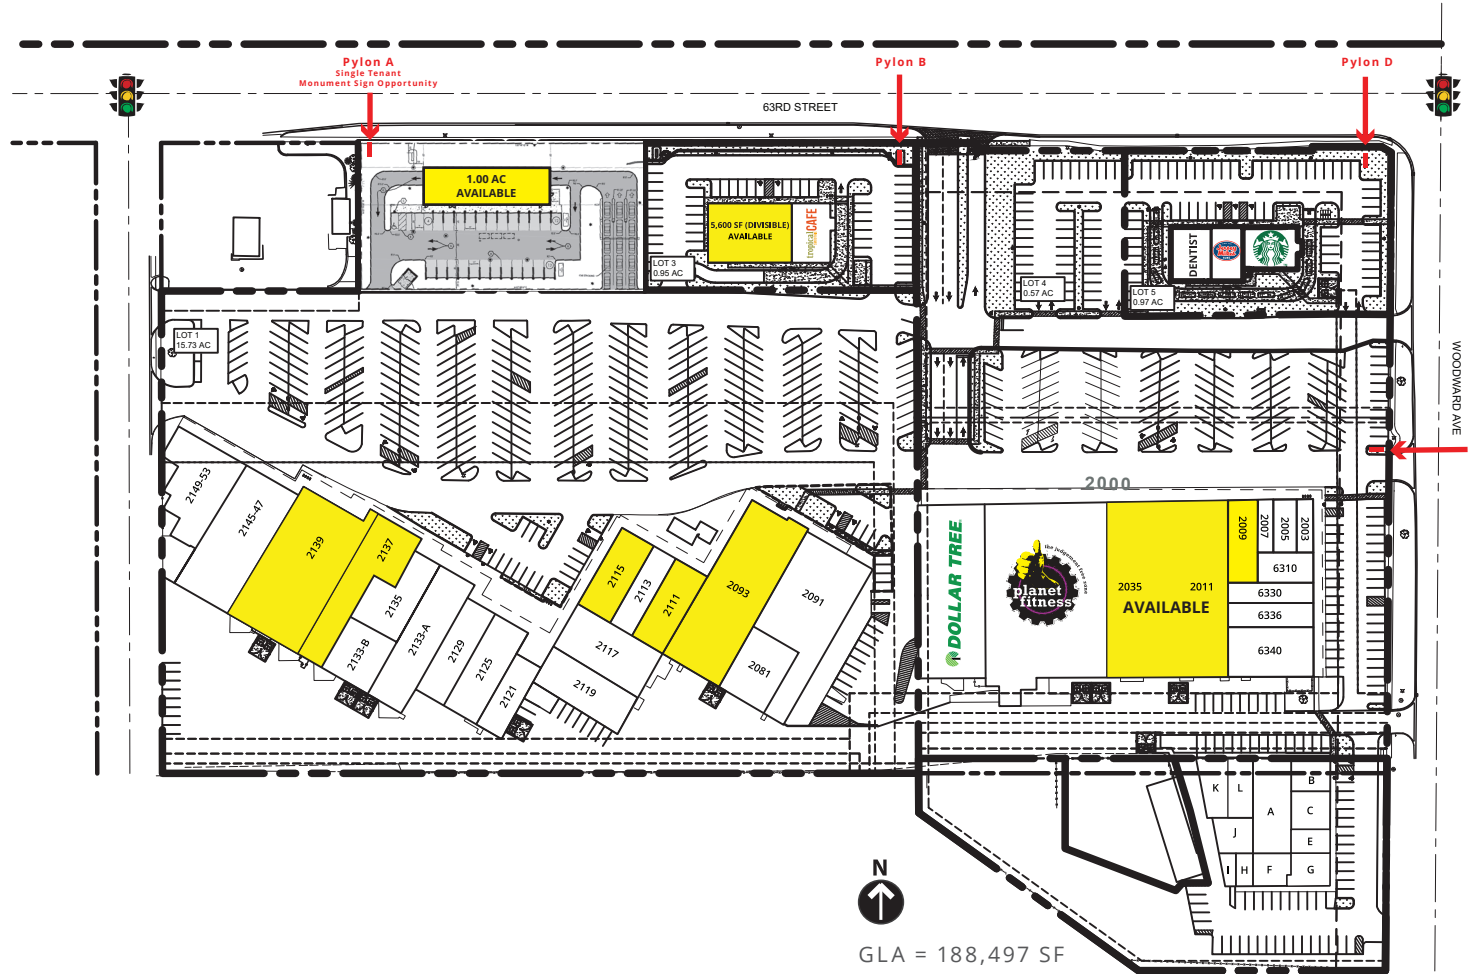 Pylon A
Single Tenant
Monument Sign Opportunity
Pylon B
Pylon D
63RD STREET
1.00 AC
AVAILABLE
5,600 SF (DIVISIBLE)
AVAILABLE
tropical CAFE
LOT 3
0.95 AC
LOT 4
0.57 AC
LOT 5
0.97 AC
DENTIST
LOT 1
15.73 AC
WOODWARD AVE
2000
2149-53
2145-47
2139
2137
2135
2133-B
2133-A
2129
2125
2121
2115
2113
2111
2117
2119
2093
2091
2081
DOLLAR TREE
the judgement free zone
planet
fitness
2035
2011
AVAILABLE
2009
2007
2005
2003
6310
6330
6336
6340
K
L
A
B
C
J
E
I
H
F
G
N
GLA = 188,497 SF